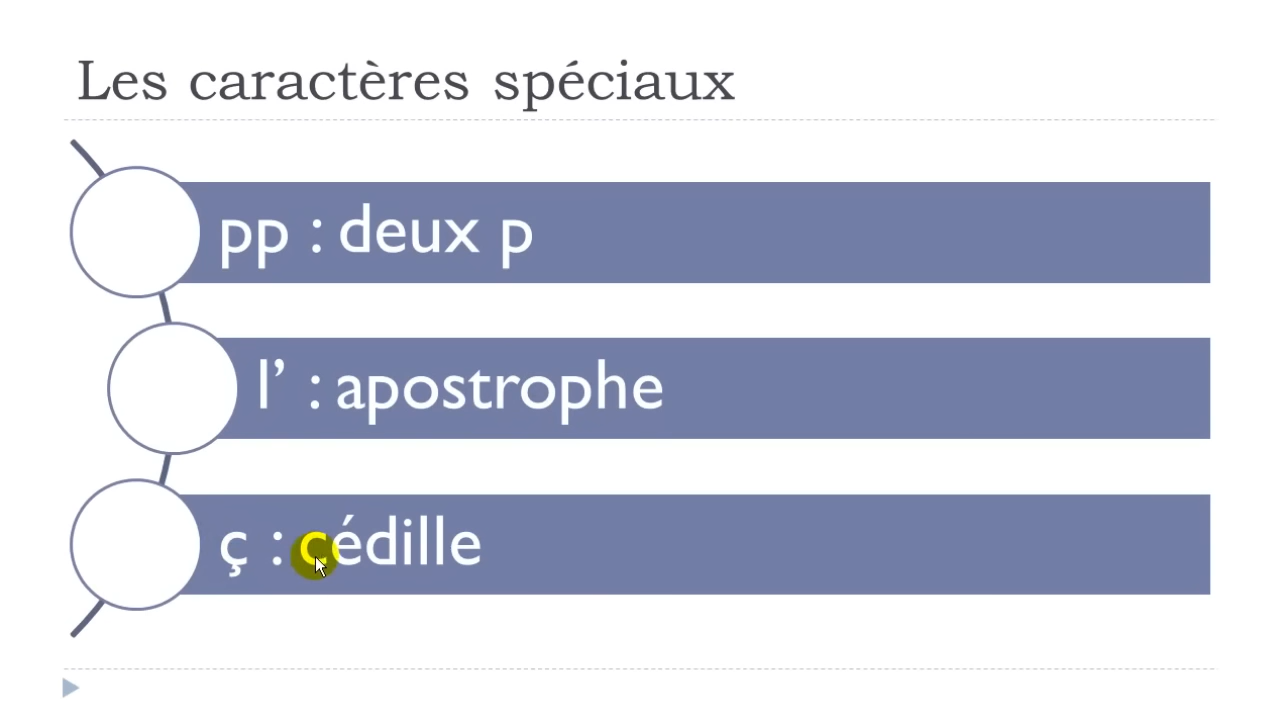 Les caractères spéciaux
pp : deux p
l’ : apostrophe
ç : cédille